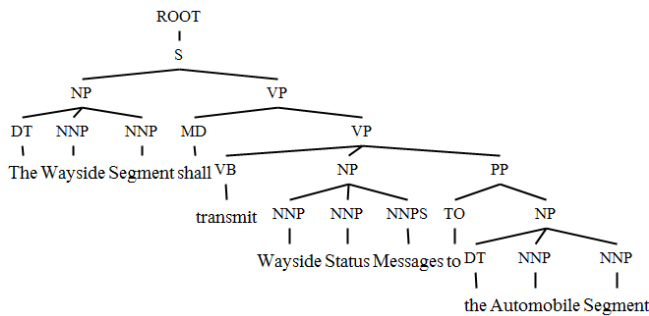 ROOT
S
NP VP
DT NNP NNP MD VP
The Wayside Segment shall VB NP PP
transmit NNP NNP NNPS TO NP
Wayside Status Messages to DT NNP NNP
the Automobile Segment